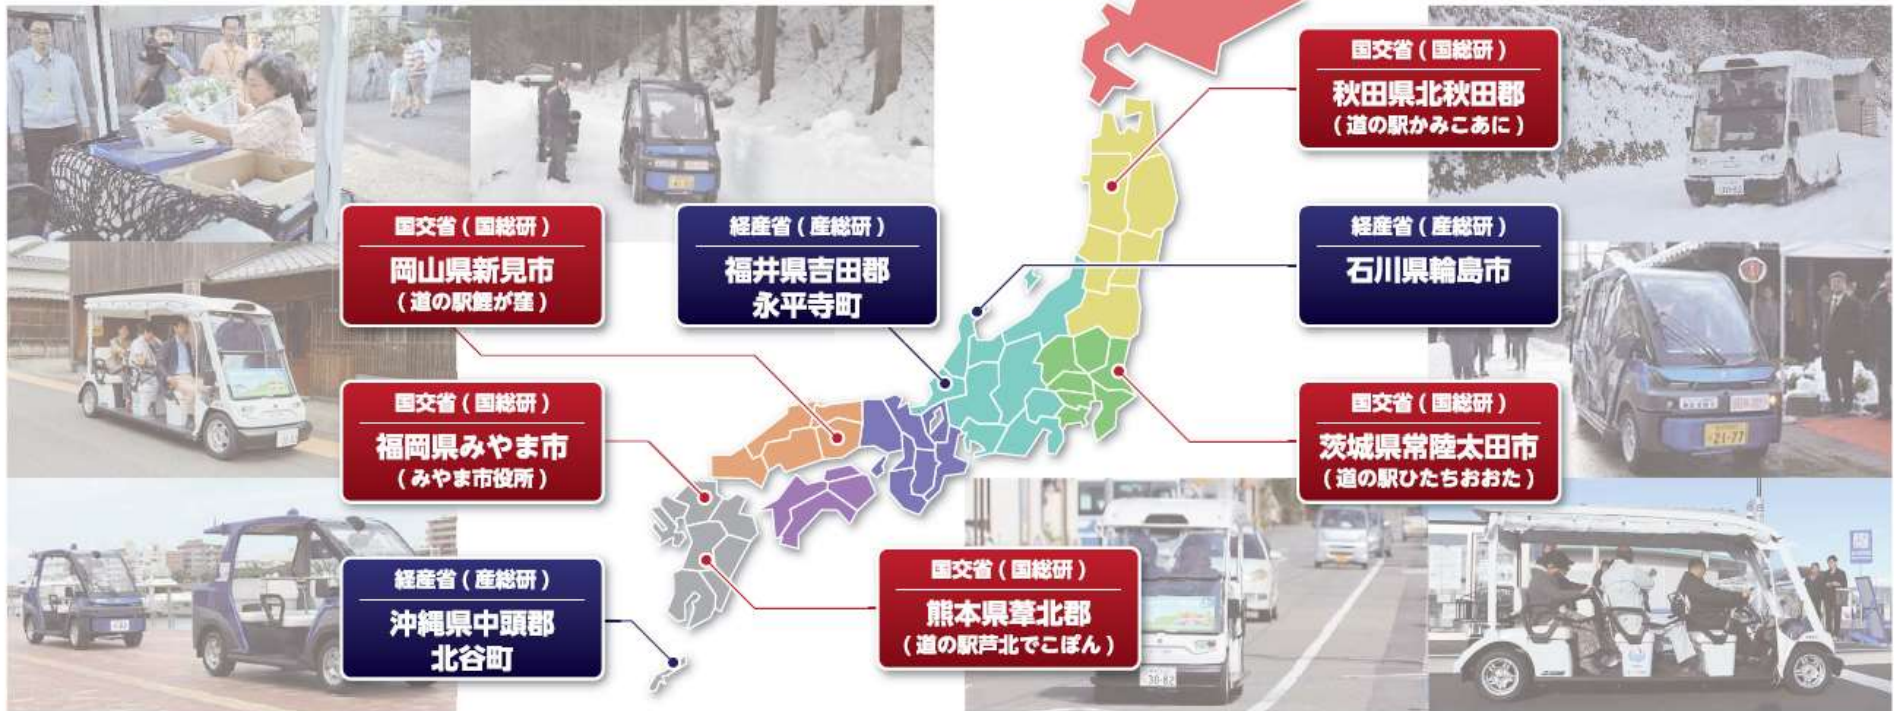 国交省(国総研)
秋田県北秋田郡
(道の駅かみこあに)
国交省(国総研)
岡山県新見市
(道の駅鯉が窪)
経産省(産総研)
福井県吉田郡
永平寺町
経産省(産総研)
石川県輪島市
国交省(国総研)
福岡県みやま市
(みやま市役所)
国交省(国総研)
茨城県常陸太田市
(道の駅ひたちおおた)
経産省(産総研)
沖縄県中頭郡
北谷町
国交省(国総研)
熊本県葦北郡
(道の駅芦北でこぽん)
30-82
21-77
30-82